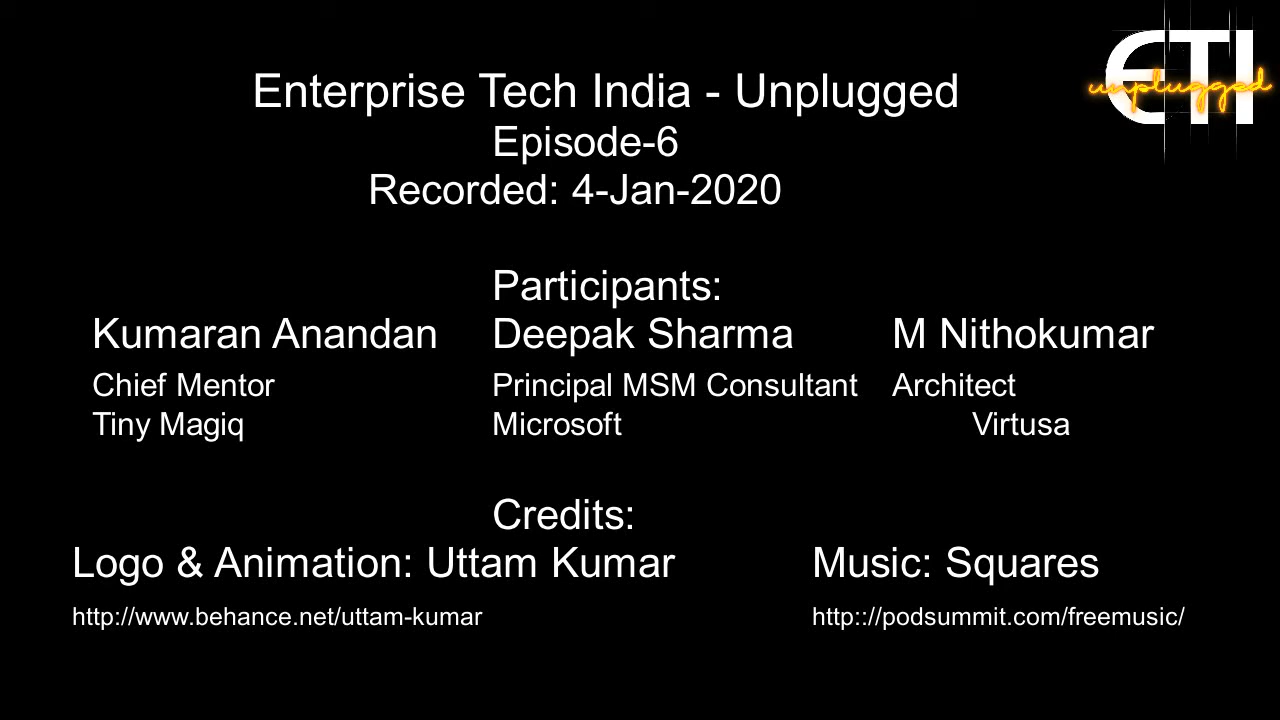 ETI
unplugged
Enterprise Tech India - Unplugged
Episode-6
Recorded: 4-Jan-2020
Participants:
Kumaran Anandan Deepak Sharma M Nithokumar
Chief Mentor Principal MSM Consultant Architect
Tiny Magiq Microsoft Virtusa
Credits:
Logo & Animation: Uttam Kumar Music: Squares
http://www.behance.net/uttam-kumar http:://podsummit.com/freemusic/